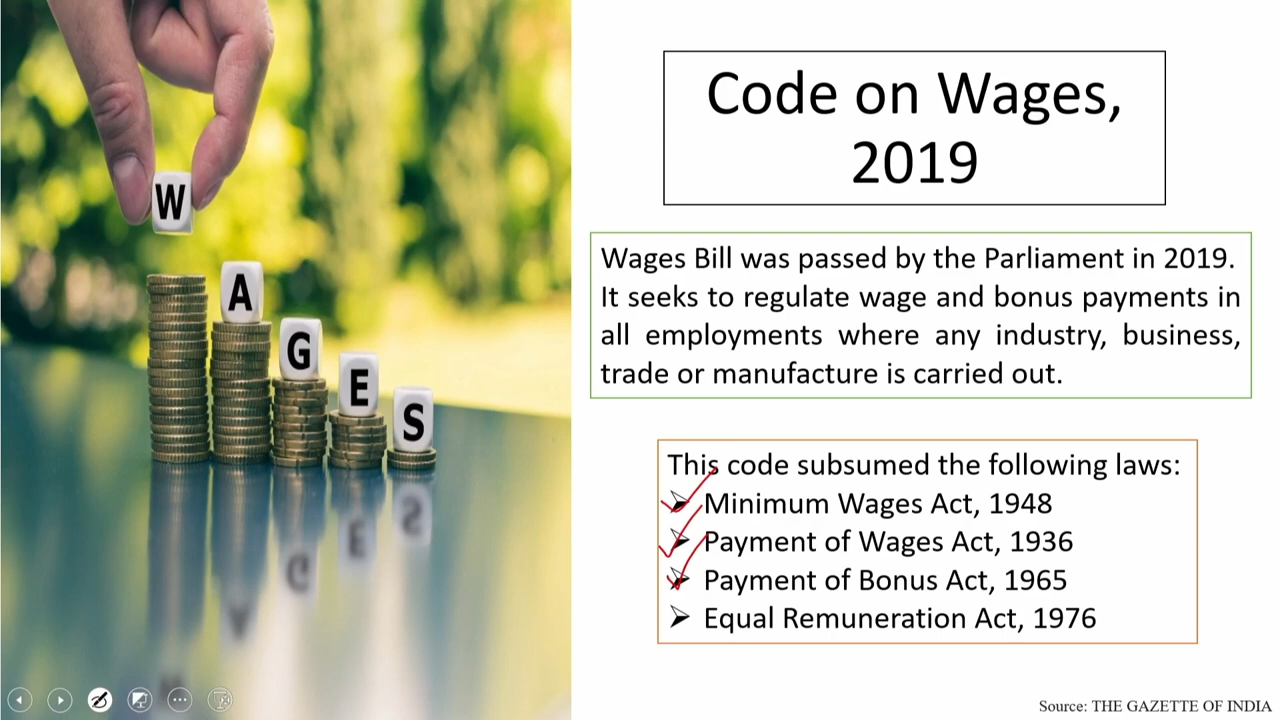 W
A
G
E
S
Code on Wages,
2019
Wages Bill was passed by the Parliament in 2019.
It seeks to regulate wage and bonus payments in
all employments where any industry, business,
trade or manufacture is carried out.
This code subsumed the following laws:
➢ Minimum Wages Act, 1948
➢ Payment of Wages Act, 1936
➢ Payment of Bonus Act, 1965
➢ Equal Remuneration Act, 1976
Source: THE GAZETTE OF INDIA